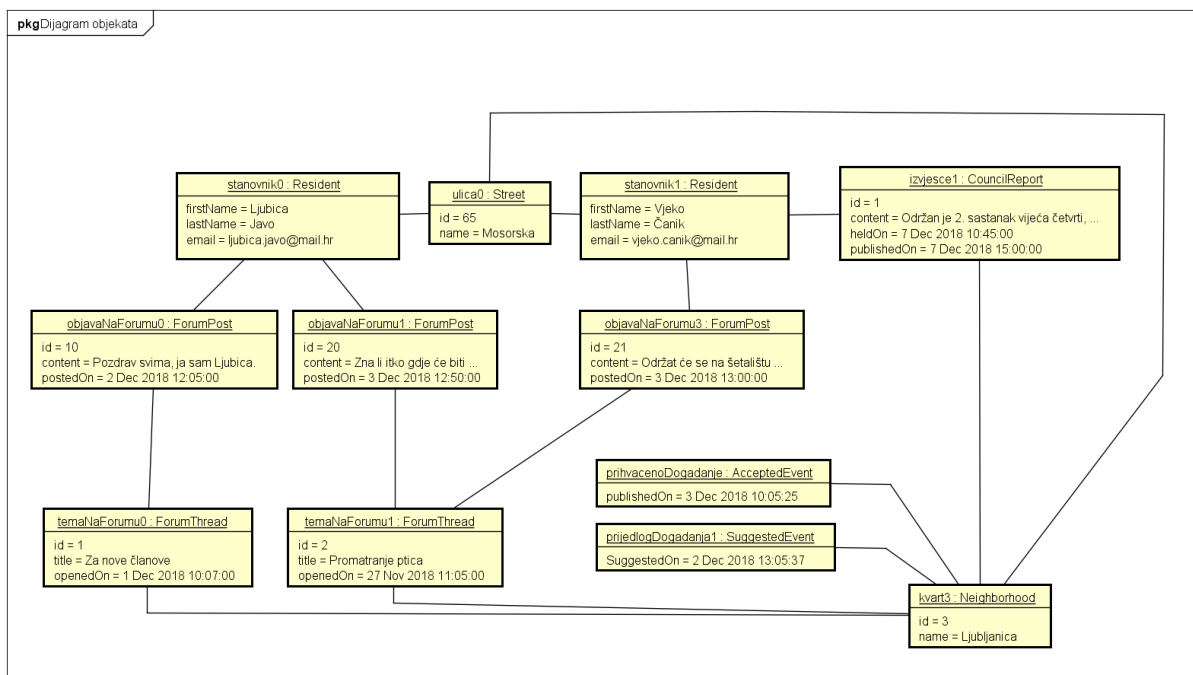 pkg Dijagram objekata
stanovnik0 : Resident
firstName = Ljubica
lastName = Javo
email = ljubica.javo@mail.hr
ulica0 : Street
id = 65
name = Mosorska
stanovnik1 : Resident
firstName = Vjeko
lastName = Čanik
email = vjeko.canik@mail.hr
izvjesce1 : CouncilReport
id = 1
content = Održan je 2. sastanak vijeća četvrti, ...
heldOn = 7 Dec 2018 10:45:00
publishedOn = 7 Dec 2018 15:00:00
objavaNaForumu0 : ForumPost
id = 10
content = Pozdrav svima, ja sam Ljubica.
postedOn = 2 Dec 2018 12:05:00
objavaNaForumu1 : ForumPost
id = 20
content = Zna li itko gdje će biti ...
postedOn = 3 Dec 2018 12:50:00
objavaNaForumu3 : ForumPost
id = 21
content = Održat će se na šetalištu ...
postedOn = 3 Dec 2018 13:00:00
prihvacenoDogadanje : AcceptedEvent
publishedOn = 3 Dec 2018 10:05:25
temaNaForumu0 : ForumThread
id = 1
title = Za nove članove
openedOn = 1 Dec 2018 10:07:00
temaNaForumu1 : ForumThread
id = 2
title = Promatranje ptica
openedOn = 27 Nov 2018 11:05:00
prijedlogDogadanja1 : SuggestedEvent
SuggestedOn = 2 Dec 2018 13:05:37
kvart3 : Neighborhood
id = 3
name = Ljubljanica